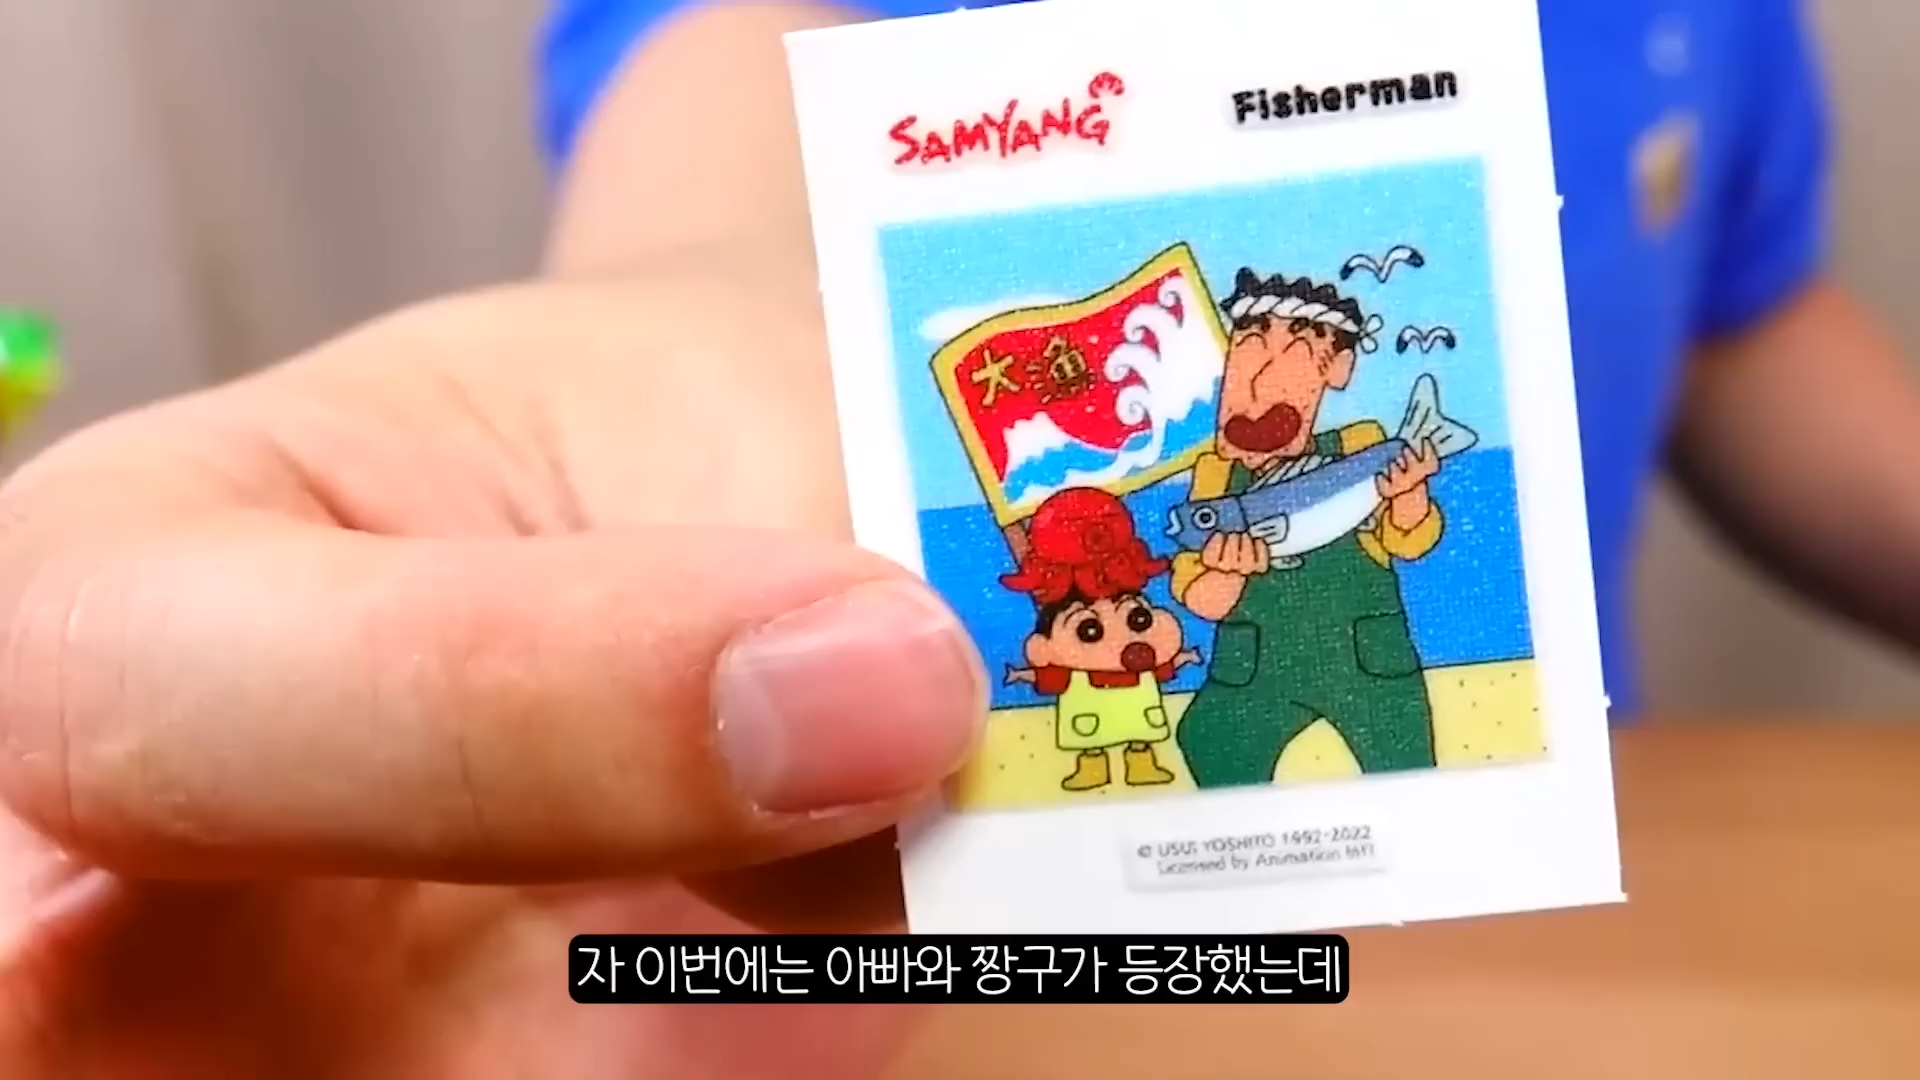 SAMYANG
Fisherman
大漁
© USUI YOSHITO 1992-2022
Licensed by Animation Int'l
자 이번에는 아빠와 짱구가 등장했는데